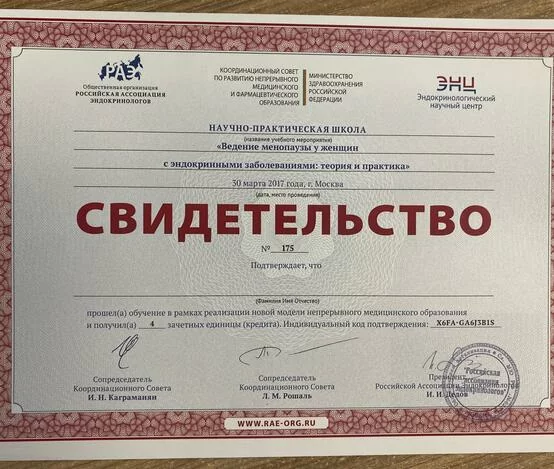 РАЭ
Общественная организация
РОССИЙСКАЯ АССОЦИАЦИЯ
ЭНДОКРИНОЛОГОВ
КООРДИНАЦИОННЫЙ СОВЕТ
ПО РАЗВИТИЮ НЕПРЕРЫВНОГО
МЕДИЦИНСКОГО
И ФАРМАЦЕВТИЧЕСКОГО
ОБРАЗОВАНИЯ
МИНИСТЕРСТВО
ЗДРАВООХРАНЕНИЯ
РОССИЙСКОЙ
ФЕДЕРАЦИИ
ЭНЦ
Эндокринологический
научный центр
НАУЧНО-ПРАКТИЧЕСКАЯ ШКОЛА
(название учебного мероприятия)
«Ведение менопаузы у женщин
с эндокринными заболеваниями: теория и практика»
30 марта 2017 года, г. Москва
(дата, место проведения)
СВИДЕТЕЛЬСТВО
№ 175
Подтверждает, что
(Фамилия Имя Отчество)
прошел(а) обучение в рамках реализации новой модели непрерывного медицинского образования
и получил(а) 4 зачетных единицы (кредита). Индивидуальный код подтверждения: X6FA-GA6J3B1S
Сопредседатель
Координационного Совета
И. Н. Каграманян
Сопредседатель
Координационного Совета
Л. М. Рошаль
Президент
Российской Ассоциации Эндокринологов
И. И. Дедов
Российская
ассоциация
эндокринологов
WWW.RAE-ORG.RU